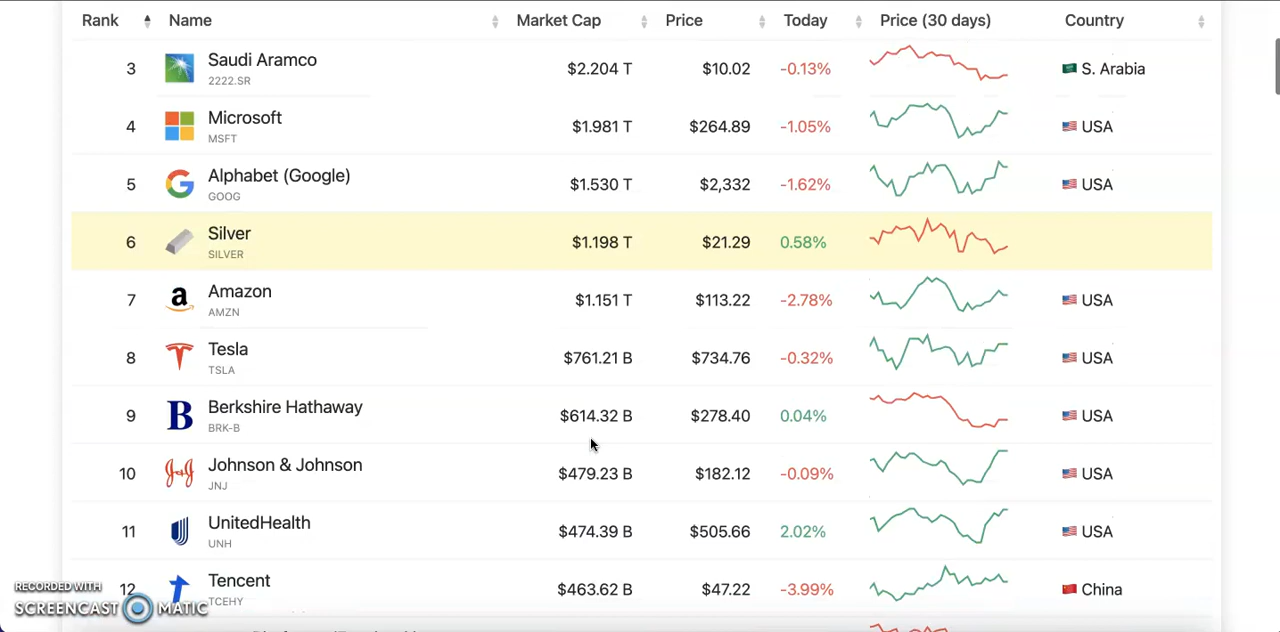 Rank Name Market Cap Price Today Price (30 days) Country
3 Saudi Aramco $2.204 T $10.02 -0.13% S. Arabia
2222.SR
4 Microsoft $1.981 T $264.89 -1.05% USA
MSFT
5 Alphabet (Google) $1.530 T $2,332 -1.62% USA
GOOG
6 Silver $1.198 T $21.29 0.58%
SILVER
7 Amazon $1.151 T $113.22 -2.78% USA
AMZN
8 Tesla $761.21 B $734.76 -0.32% USA
TSLA
9 Berkshire Hathaway $614.32 B $278.40 0.04% USA
BRK-B
10 Johnson & Johnson $479.23 B $182.12 -0.09% USA
JNJ
11 UnitedHealth $474.39 B $505.66 2.02% USA
UNH
12 Tencent $463.62 B $47.22 -3.99% China
TCEHY
RECORDED WITH
SCREENCAST MATIC